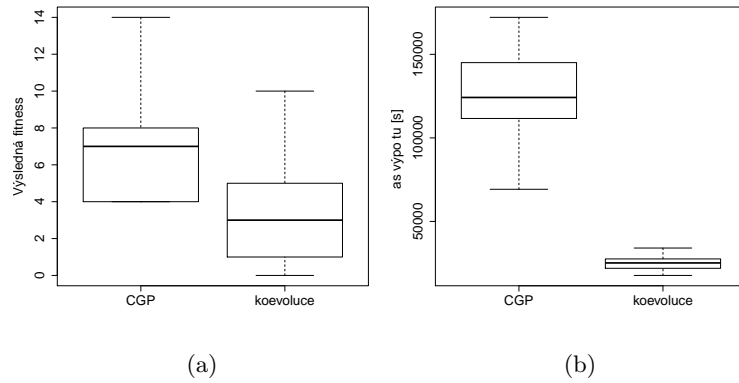 Výsledná fitness
14
12
10
8
6
4
2
0
CGP koevoluce
(a)
as výpo tu [s]
150000
100000
50000
CGP koevoluce
(b)